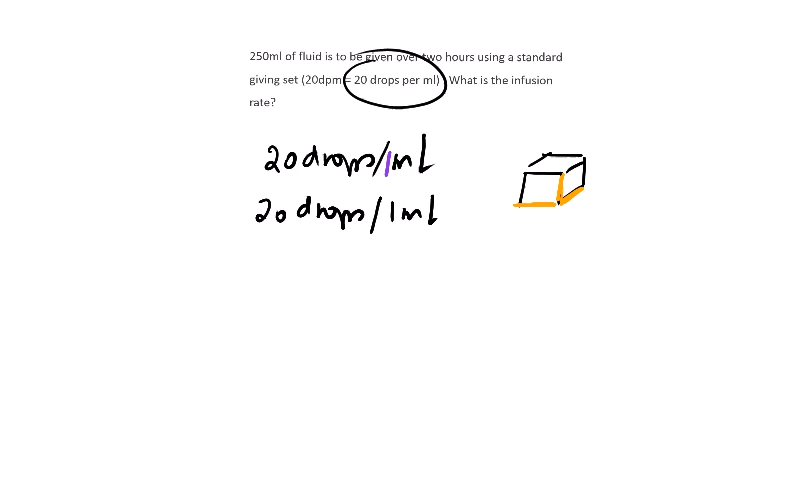 250ml of fluid is to be given over two hours using a standard
giving set (20dpm = 20 drops per ml). What is the infusion
rate?
20drops/1mL
20drops/1mL